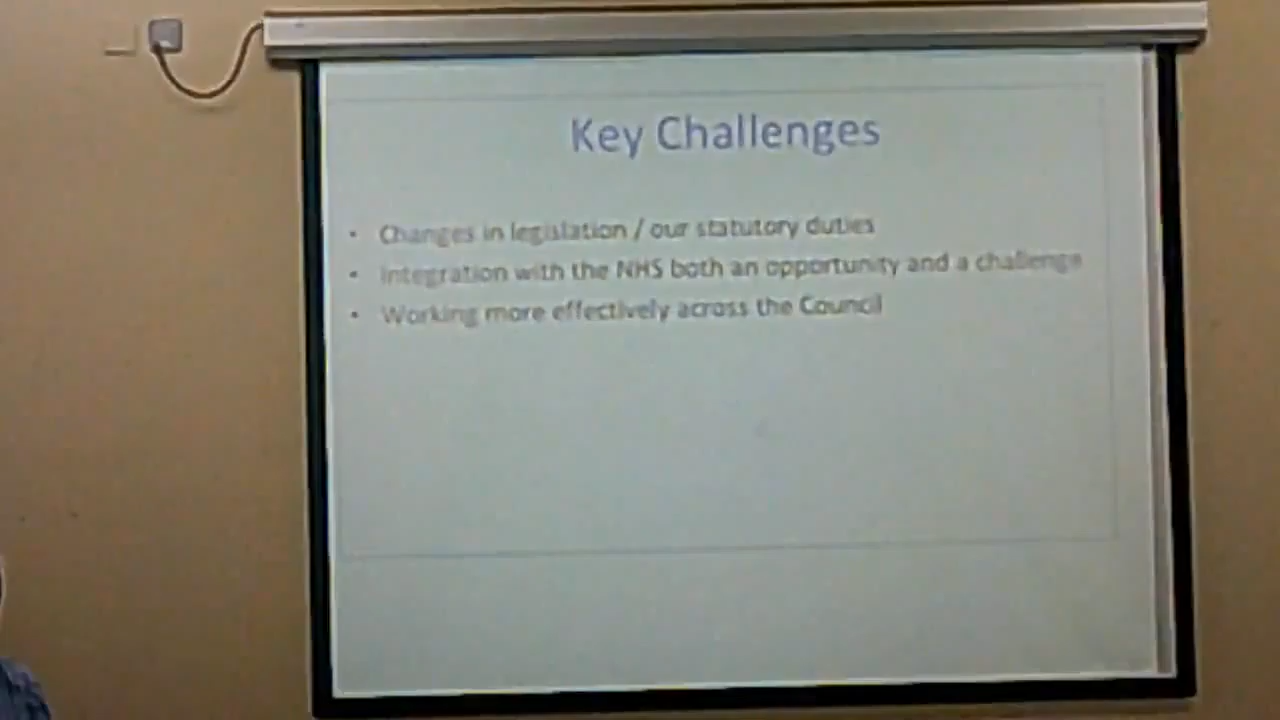 Key Challenges
• Changes in legislation / our statutory duties
• Integration with the NHS both an opportunity and a challenge
• Working more effectively across the Council